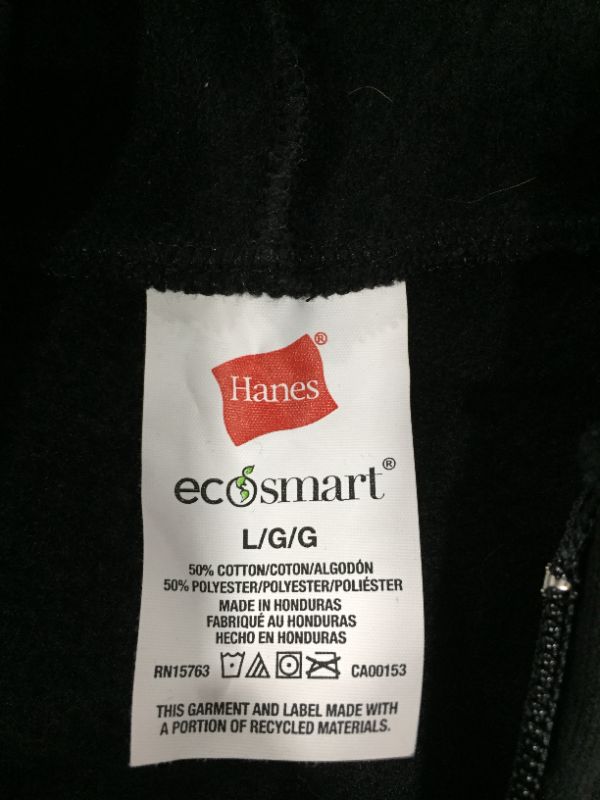 Hanes®
ecosmart®
L/G/G
50% COTTON/COTON/ALGODÓN
50% POLYESTER/POLYESTER/POLIÉSTER
MADE IN HONDURAS
FABRIQUÉ AU HONDURAS
HECHO EN HONDURAS
RN15763 CA00153
THIS GARMENT AND LABEL MADE WITH
A PORTION OF RECYCLED MATERIALS.